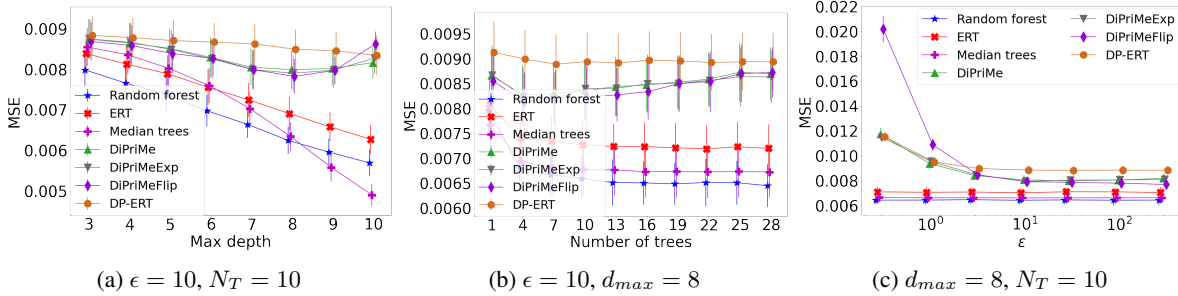 0.009
0.008
0.007
0.006
0.005
MSE
Random forest
ERT
Median trees
DiPriMe
DiPriMeExp
DiPriMeFlip
DP-ERT
3 4 5 6 7 8 9 10
Max depth
(a) ϵ = 10, N_T = 10
0.0095
0.0090
0.0085
0.0080
0.0075
0.0070
0.0065
0.0060
MSE
Random forest
ERT
Median trees
DiPriMe
DiPriMeExp
DiPriMeFlip
DP-ERT
1 4 7 10 13 16 19 22 25 28
Number of trees
(b) ϵ = 10, d_{max} = 8
0.022
0.020
0.018
0.016
0.014
0.012
0.010
0.008
0.006
MSE
Random forest
ERT
Median trees
DiPriMe
DiPriMeExp
DiPriMeFlip
DP-ERT
10^0 10^1 10^2
ε
(c) d_{max} = 8, N_T = 10